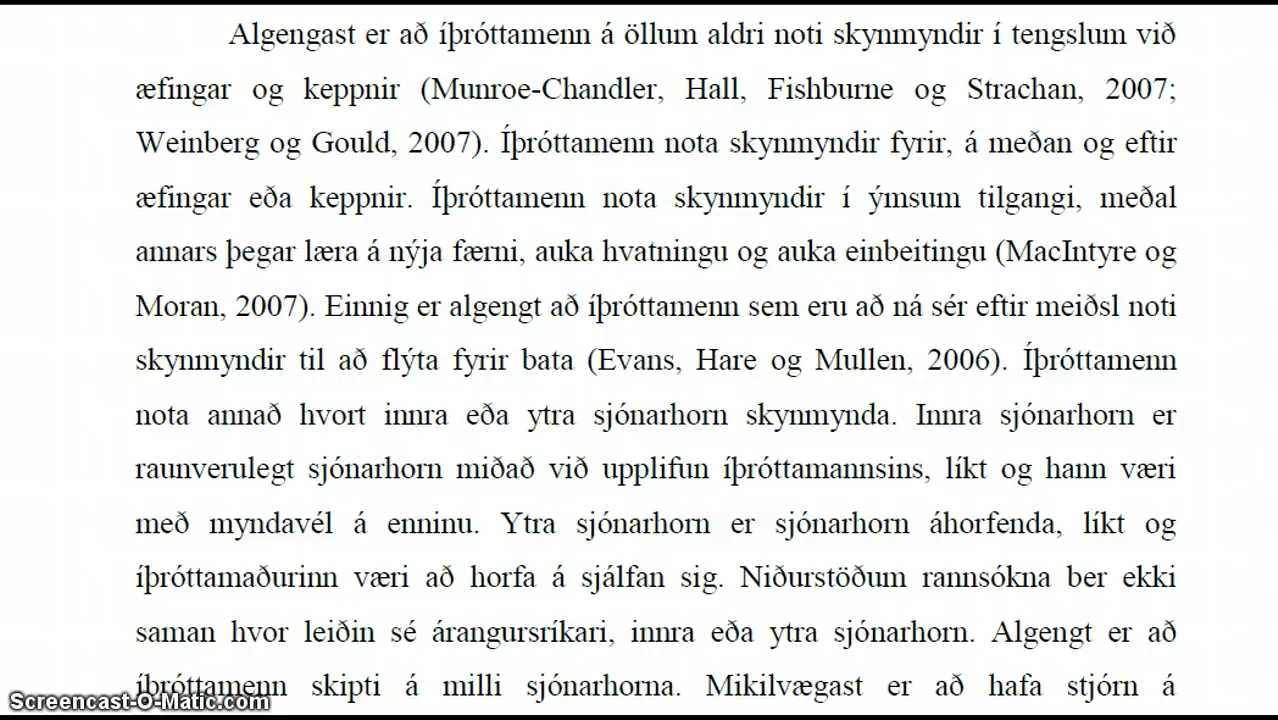 Algengast er að íþróttamenn á öllum aldri noti skynmyndir í tengslum við
æfingar og keppnir (Munroe-Chandler, Hall, Fishburne og Strachan, 2007;
Weinberg og Gould, 2007). Íþróttamenn nota skynmyndir fyrir, á meðan og eftir
æfingar eða keppnir. Íþróttamenn nota skynmyndir í ýmsum tilgangi, meðal
annars þegar læra á nýja færni, auka hvatningu og auka einbeitingu (MacIntyre og
Moran, 2007). Einnig er algengt að íþróttamenn sem eru að ná sér eftir meiðsl noti
skynmyndir til að flýta fyrir bata (Evans, Hare og Mullen, 2006). Íþróttamenn
nota annað hvort innra eða ytra sjónarhorn skynmynda. Innra sjónarhorn er
raunverulegt sjónarhorn miðað við upplifun íþróttamannsins, líkt og hann væri
með myndavél á enninu. Ytra sjónarhorn er sjónarhorn áhorfenda, líkt og
íþróttamaðurinn væri að horfa á sjálfan sig. Niðurstöðum rannsókna ber ekki
saman hvor leiðin sé árangursríkari, innra eða ytra sjónarhorn. Algengt er að
íþróttamenn skipti á milli sjónarhorna. Mikilvægast er að hafa stjórn á
Screencast-O-Matic.com